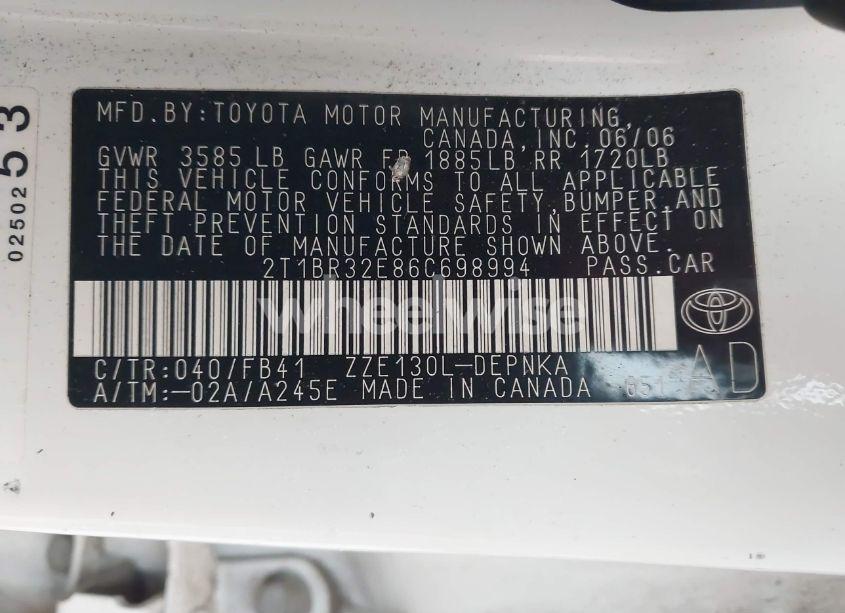 MFD.BY:TOYOTA MOTOR MANUFACTURING,
CANADA,INC.06/06
GVWR 3585LB GAWR FR 1885LB RR 1720LB
THIS VEHICLE CONFORMS TO ALL APPLICABLE
FEDERAL MOTOR VEHICLE SAFETY,BUMPER,AND
THEFT PREVENTION STANDARDS IN EFFECT ON
THE DATE OF MANUFACTURE SHOWN ABOVE.
2T1BR32E86C698994 PASS.CAR
wheelwise
C/TR:040/FB41 ZZE130L-DEPNKA
A/TM:-02A/A245E MADE IN CANADA
AD
02502
53